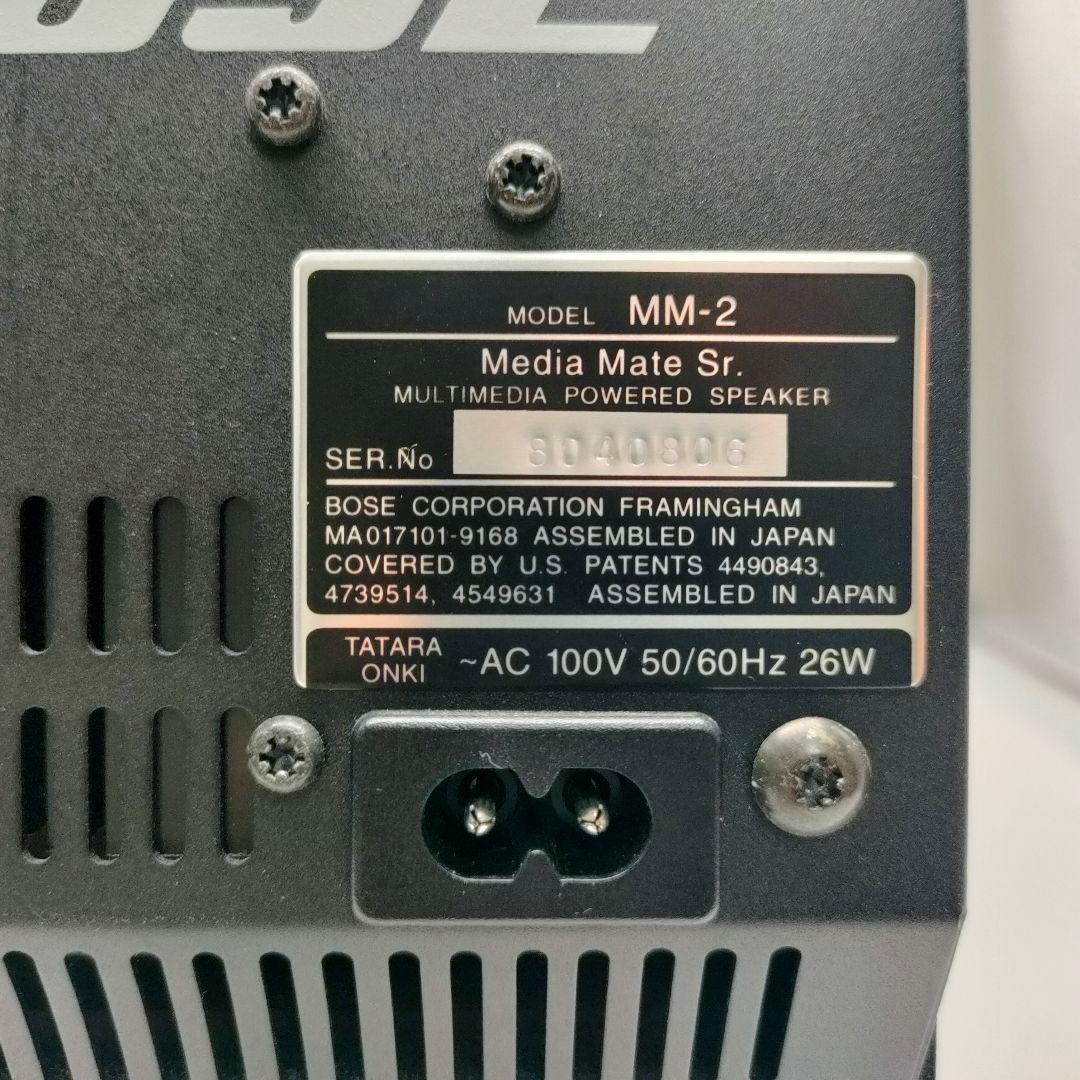 MODEL MM-2
Media Mate Sr.
MULTIMEDIA POWERED SPEAKER
SER.No 8040806
BOSE CORPORATION FRAMINGHAM
MA017101-9168 ASSEMBLED IN JAPAN
COVERED BY U.S. PATENTS 4490843,
4739514, 4549631 ASSEMBLED IN JAPAN
TATARA
ONKI
~AC 100V 50/60Hz 26W